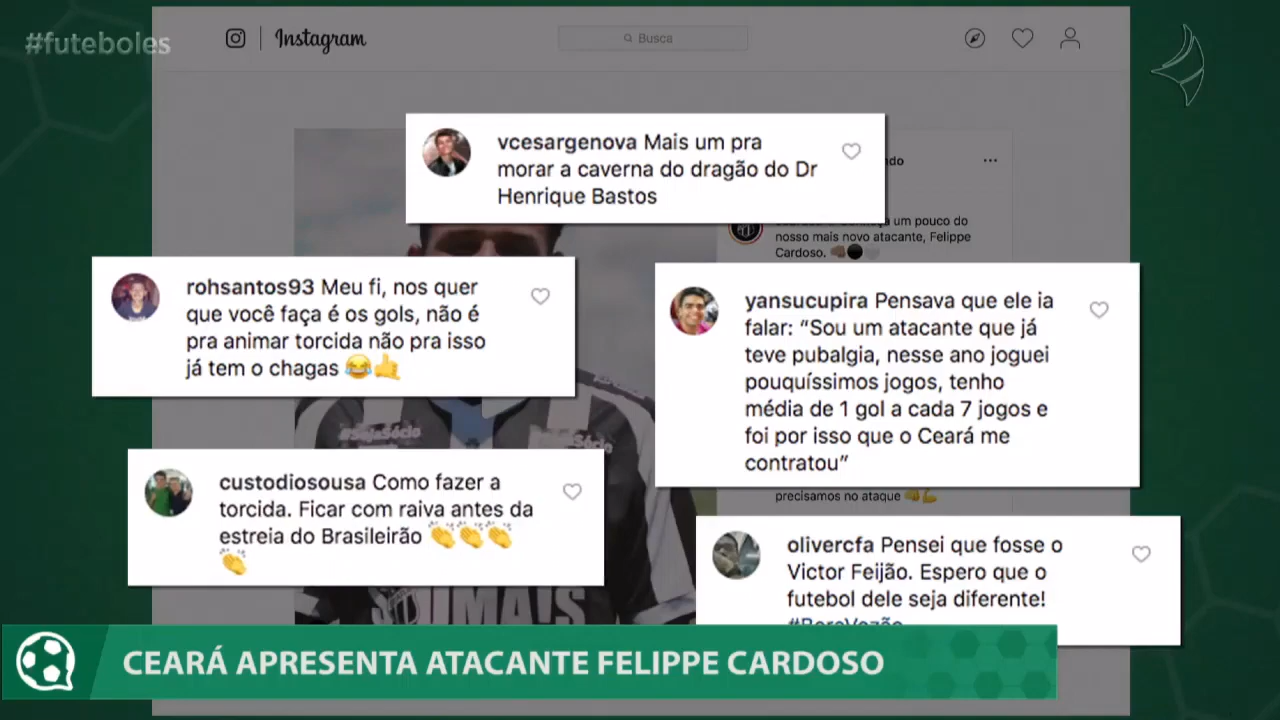 #futeboles
Instagram
Busca
vcesargenova Mais um pra
morar a caverna do dragão do Dr
Henrique Bastos
um pouco do
nosso mais novo atacante, Felippe
Cardoso.
rohsantos93 Meu fi, nos quer
que você faça é os gols, não é
pra animar torcida não pra isso
já tem o chagas 😂🤙
yansucupira Pensava que ele ia
falar: “Sou um atacante que já
teve pubalgia, nesse ano joguei
pouquíssimos jogos, tenho
média de 1 gol a cada 7 jogos e
foi por isso que o Ceará me
contratou”
#SejaSócio
custodiosousa Como fazer a
torcida. Ficar com raiva antes da
estreia do Brasileirão 👏👏👏
👏
precisamos no ataque
olivercfa Pensei que fosse o
Victor Feijão. Espero que o
futebol dele seja diferente!
#BoraVozão
CEARÁ APRESENTA ATACANTE FELIPPE CARDOSO